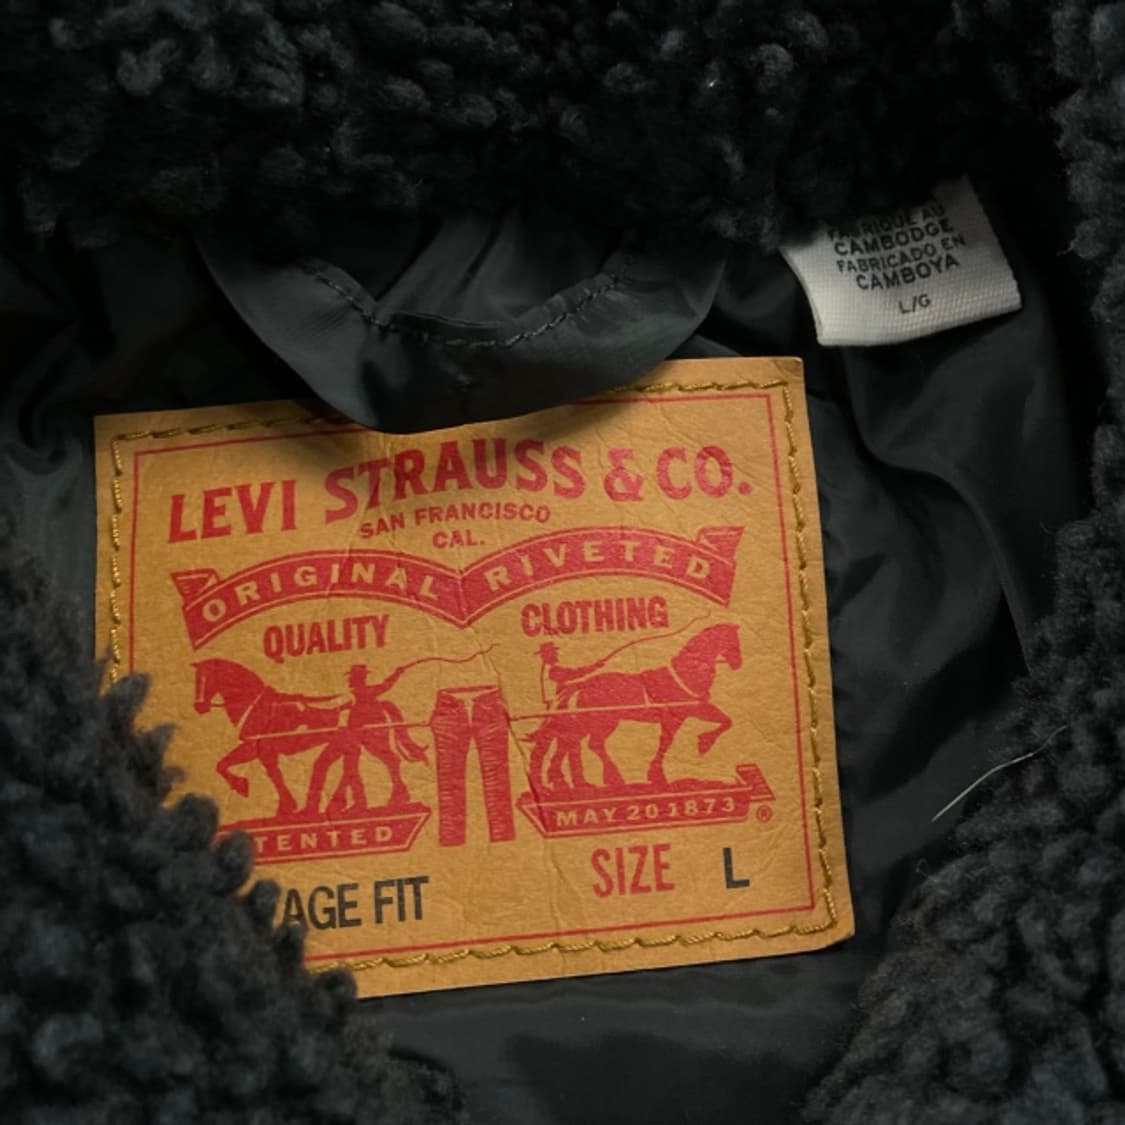 FABRIQUÉ AU
CAMBODGE
FABRICADO EN
CAMBOYA
L/G
LEVI STRAUSS & CO.
SAN FRANCISCO
CAL.
ORIGINAL RIVETED
QUALITY CLOTHING
TENTED MAY 20 1873 ®
AGE FIT SIZE L